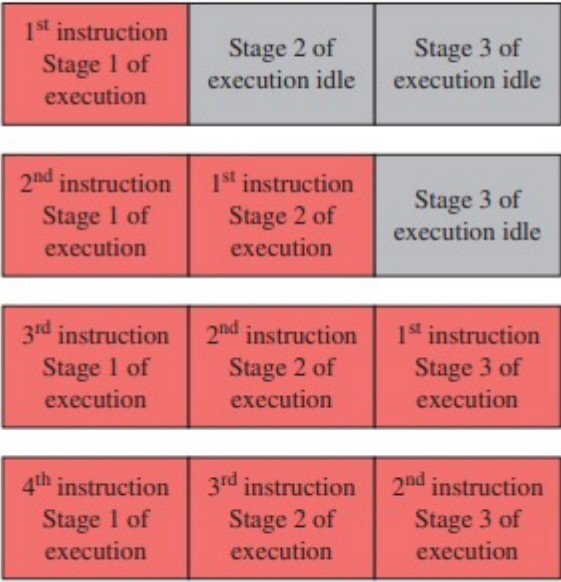 1st instruction
Stage 1 of
execution
Stage 2 of
execution idle
Stage 3 of
execution idle
2nd instruction
Stage 1 of
execution
1st instruction
Stage 2 of
execution
Stage 3 of
execution idle
3rd instruction
Stage 1 of
execution
2nd instruction
Stage 2 of
execution
1st instruction
Stage 3 of
execution
4th instruction
Stage 1 of
execution
3rd instruction
Stage 2 of
execution
2nd instruction
Stage 3 of
execution